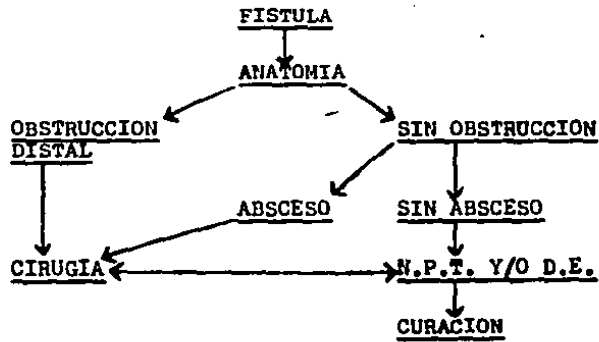 FISTULA
ANATOMIA
OBSTRUCCION
DISTAL
SIN OBSTRUCCION
ABSCESO
SIN ABSCESO
CIRUGIA
N.P.T. Y/O D.E.
CURACION